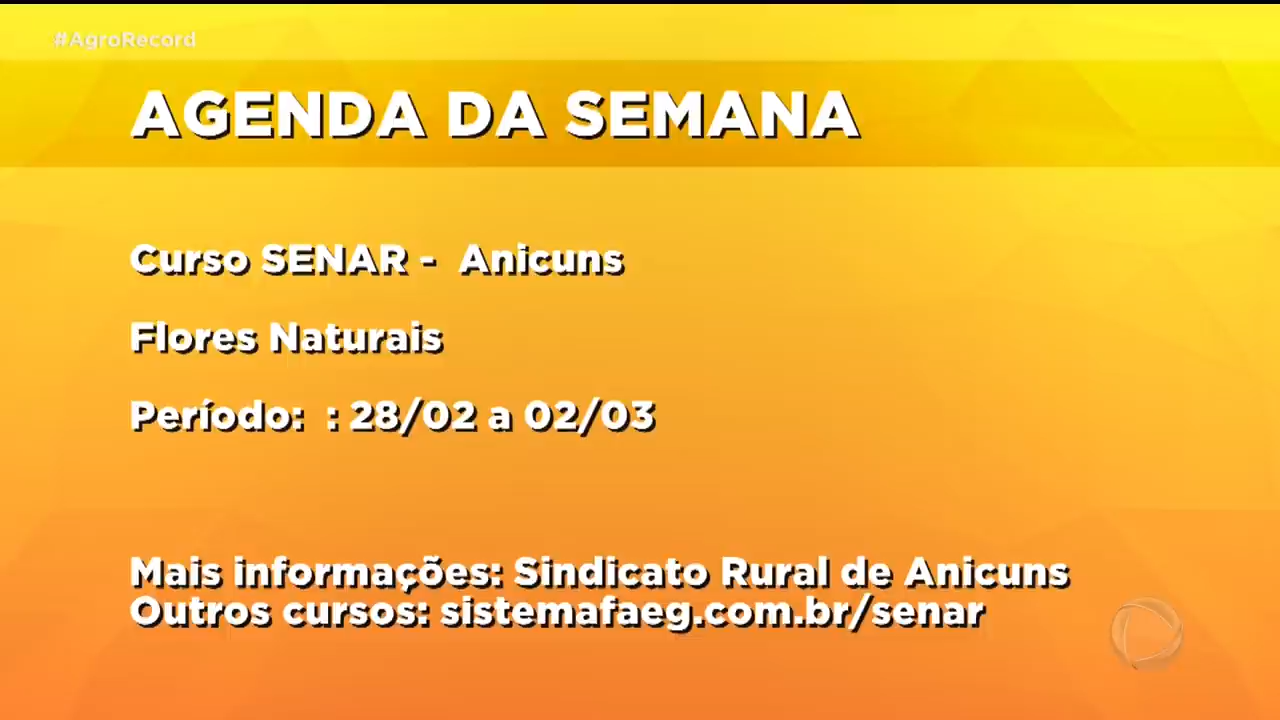 #AgroRecord
AGENDA DA SEMANA
Curso SENAR - Anicuns
Flores Naturais
Período: : 28/02 a 02/03
Mais informações: Sindicato Rural de Anicuns
Outros cursos: sistemafaeg.com.br/senar